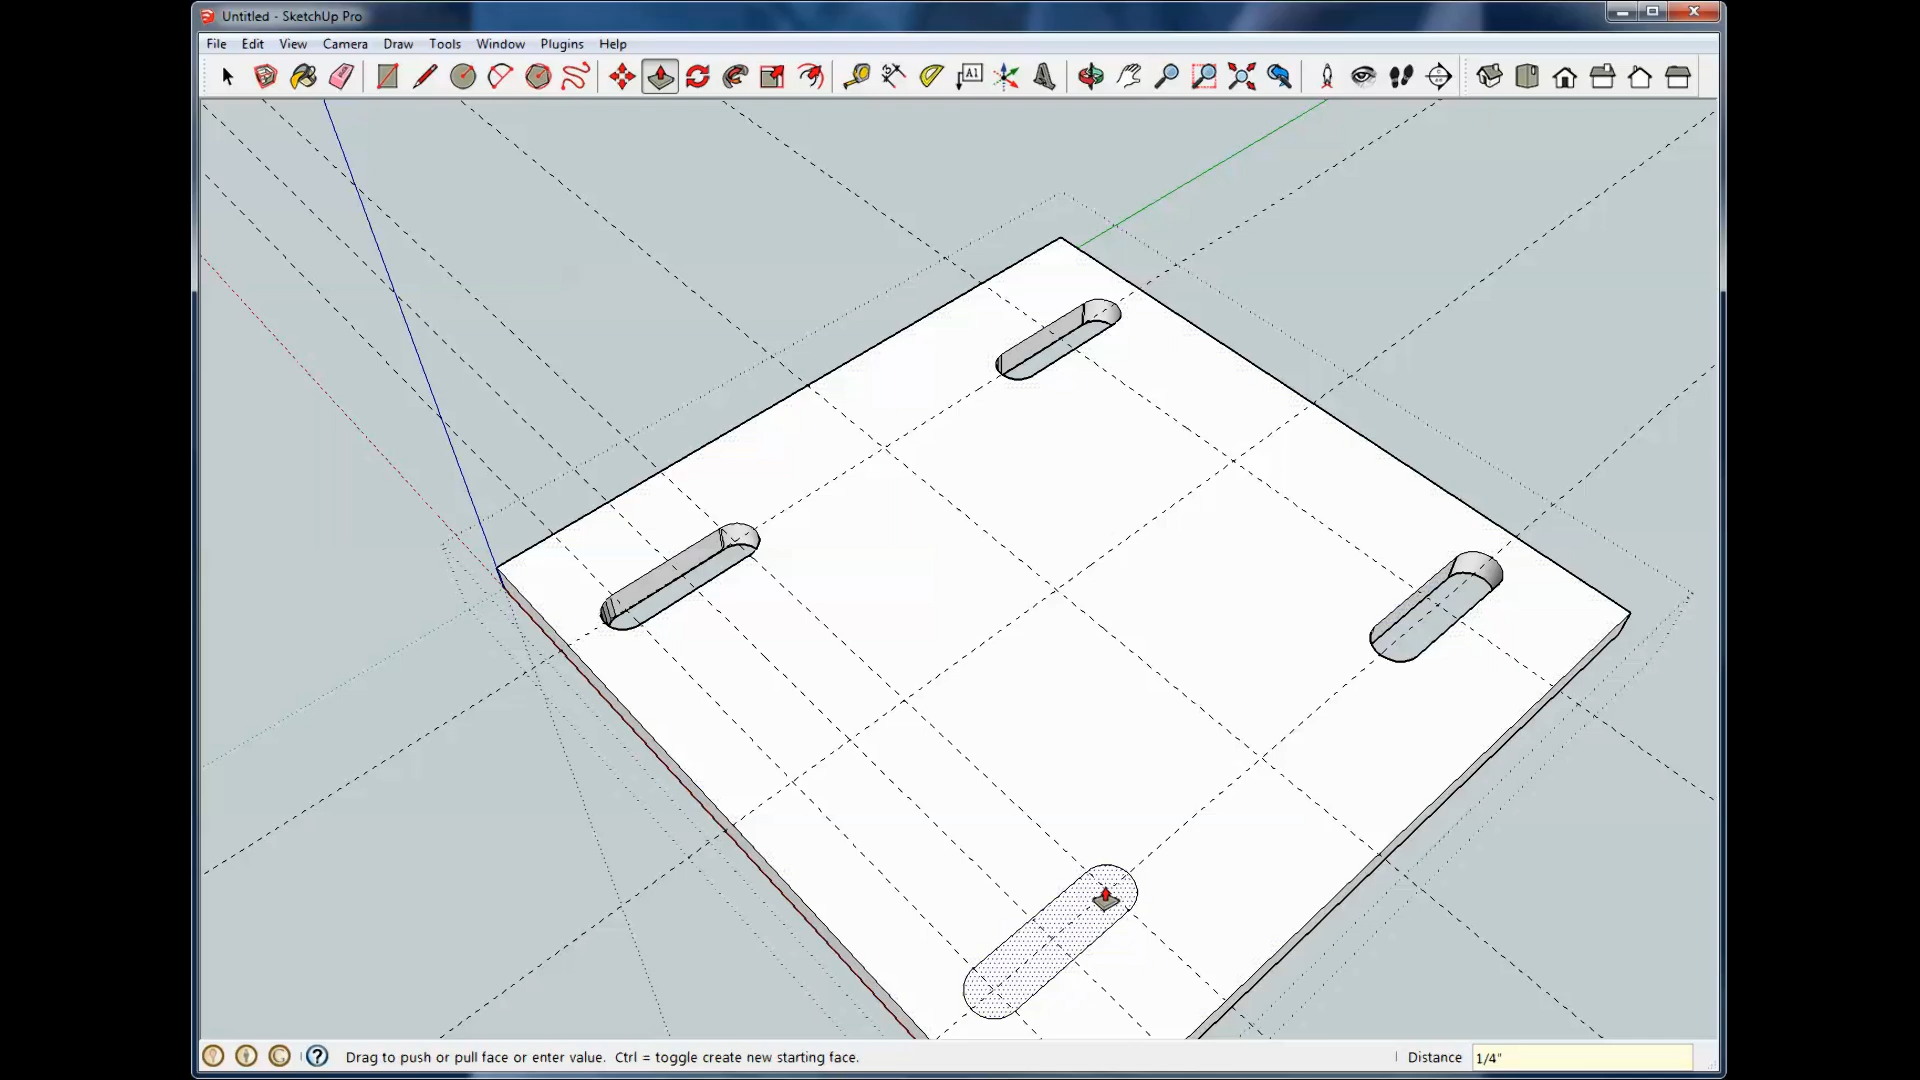 Untitled - SketchUp Pro
File Edit View Camera Draw Tools Window Plugins Help
A1
Drag to push or pull face or enter value. Ctrl = toggle create new starting face.
Distance 1/4"